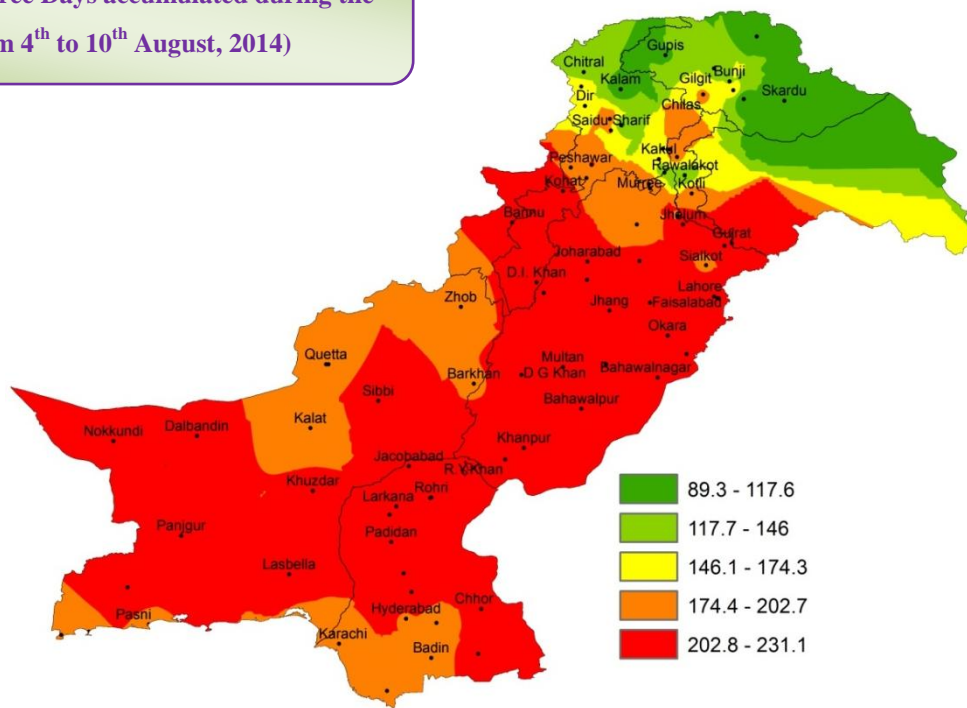 ree Days accumulated during the
m 4th to 10th August, 2014)
Gupis
Chitral
Bunji
Kalam
Gilgit
Skardu
Dir
Chilas
Saidu Sharif
Kakul
Peshawar
Rawalakot
Kohat
Murree
Kotli
Bannu
Jhelum
Gujrat
Joharabad
Sialkot
D.I. Khan
Lahore
Zhob
Jhang
Faisalabad
Okara
Quetta
Multan
Barkhan
D G Khan
Bahawalnagar
Sibbi
Bahawalpur
Kalat
Nokkundi
Dalbandin
Khanpur
Jacobabad
R.Y.Khan
Khuzdar
Rohri
Larkana
Panjgur
Padidan
Lasbella
Chhor
Pasni
Hyderabad
Karachi
Badin
89.3 - 117.6
117.7 - 146
146.1 - 174.3
174.4 - 202.7
202.8 - 231.1